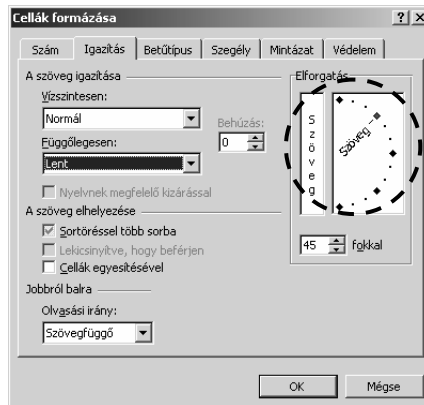 Cellák formázása
Szám Igazítás Betűtípus Szegély Mintázat Védelem
A szöveg igazítása
Vízszintesen:
Normál
Behúzás:
Függőlegesen:
0
Lent
Nyelvnek megfelelő kizárással
A szöveg elhelyezése
Sortöréssel több sorba
Lekicsinyítve, hogy beférjen
Cellák egyesítésével
Jobbról balra
Olvasási irány:
Szövegfüggő
Elforgatás
Szöveg
Szöveg
45 fokkal
OK Mégse